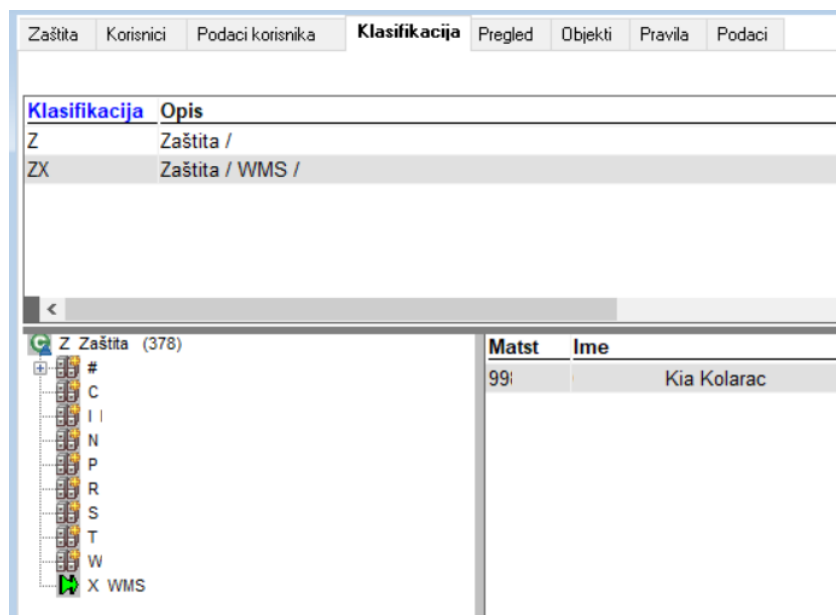 Zaštita Korisnici Podaci korisnika Klasifikacija Pregled Objekti Pravila Podaci
Klasifikacija Opis
Z Zaštita /
ZX Zaštita / WMS /
<
Z Zaštita (378)
#
C
I
N
P
R
S
T
W
X WMS
Matst Ime
998 Kia Kolarac